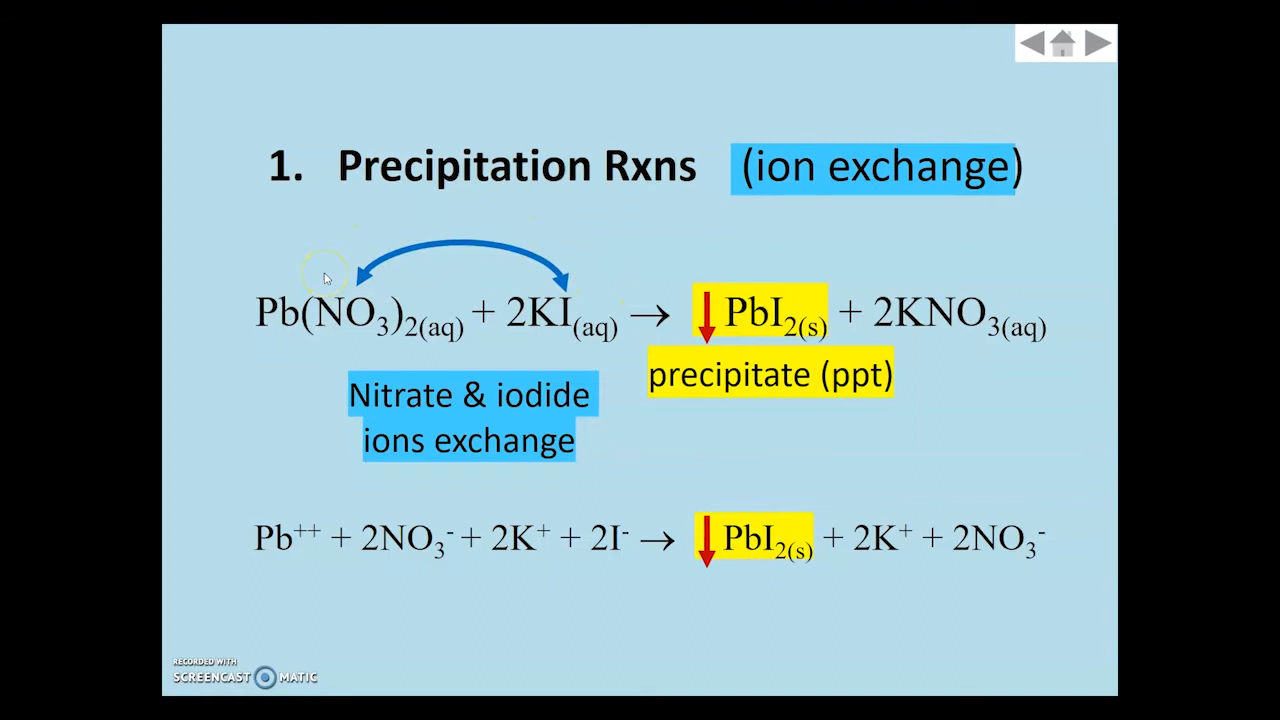 1. Precipitation Rxns (ion exchange)
Pb(NO₃)₂₍aq₎ + 2KI₍aq₎ → ↓ PbI₂₍s₎ + 2KNO₃₍aq₎
precipitate (ppt)
Nitrate & iodide
ions exchange
Pb⁺⁺ + 2NO₃⁻ + 2K⁺ + 2I⁻ → ↓ PbI₂₍s₎ + 2K⁺ + 2NO₃⁻
RECORDED WITH
SCREENCAST MATIC